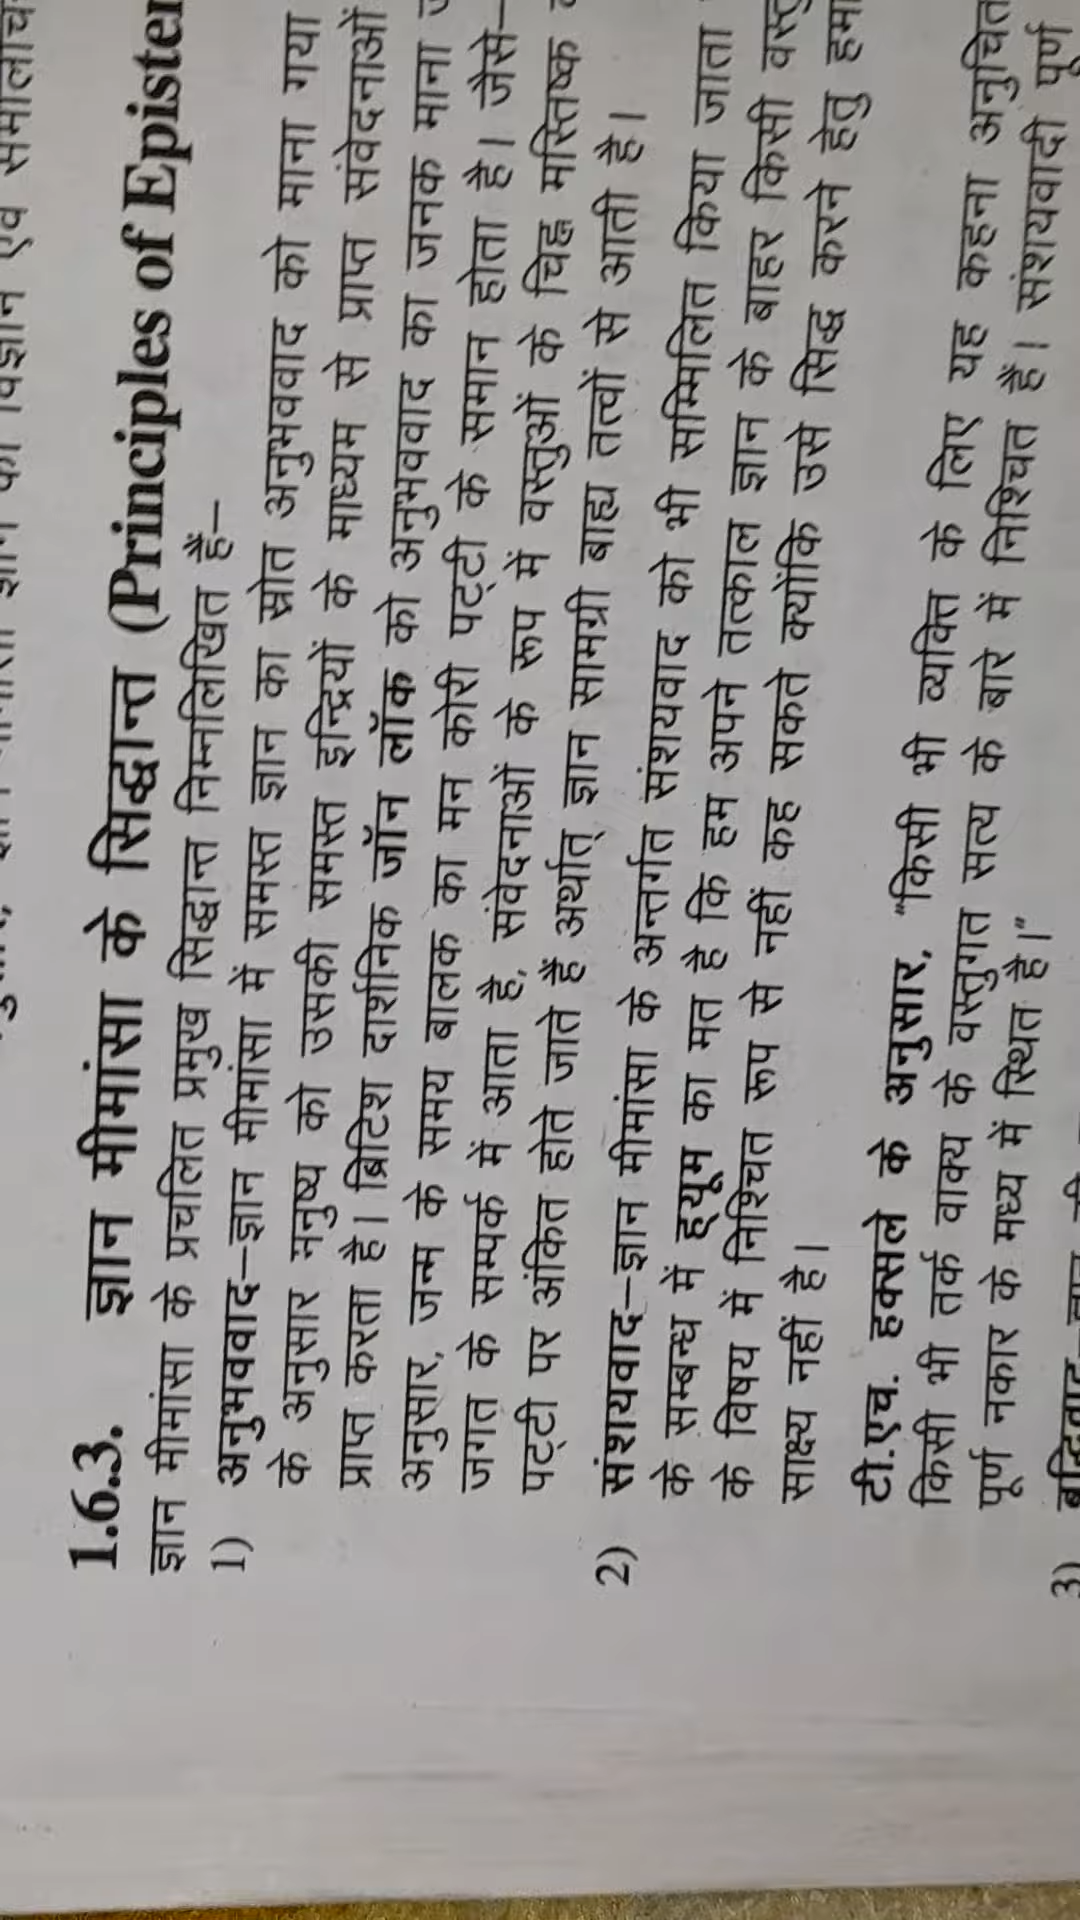 ज्ञान का विज्ञान एवं
1.6.3. ज्ञान मीमांसा के सिद्धान्त (Principles of
ज्ञान मीमांसा के प्रचलित प्रमुख सिद्धान्त निम्नलिखित हैं–
1) अनुभववाद–ज्ञान मीमांसा में समस्त ज्ञान का स्रोत अनुभववाद को माना गया
के अनुसार मनुष्य को उसकी समस्त इन्द्रियों के माध्यम से प्राप्त संवेदनाओं
प्राप्त करता है। ब्रिटिश दार्शनिक जॉन लॉक को अनुभववाद का जनक माना
अनुसार, जन्म के समय बालक का मन कोरी पट्टी के समान होता है। जैसे–
जगत के सम्पर्क में आता है, संवेदनाओं के रूप में वस्तुओं के चिह्न मस्तिष्क
पट्टी पर अंकित होते जाते हैं अर्थात् ज्ञान सामग्री बाह्य तत्वों से आती है।
2) संशयवाद–ज्ञान मीमांसा के अन्तर्गत संशयवाद को भी सम्मिलित किया जाता
के सम्बन्ध में ह्यूम का मत है कि हम अपने तत्काल ज्ञान के बाहर किसी
के विषय में निश्चित रूप से नहीं कह सकते क्योंकि उसे सिद्ध करने हेतु
साक्ष्य नहीं है।
टी.एच. हक्सले के अनुसार, "किसी भी व्यक्ति के लिए यह कहना अनुचित
किसी भी तर्क वाक्य के वस्तुगत सत्य के बारे में निश्चित हैं। संशयवादी पूर्ण
पूर्ण नकार के मध्य में स्थित है।"
3)